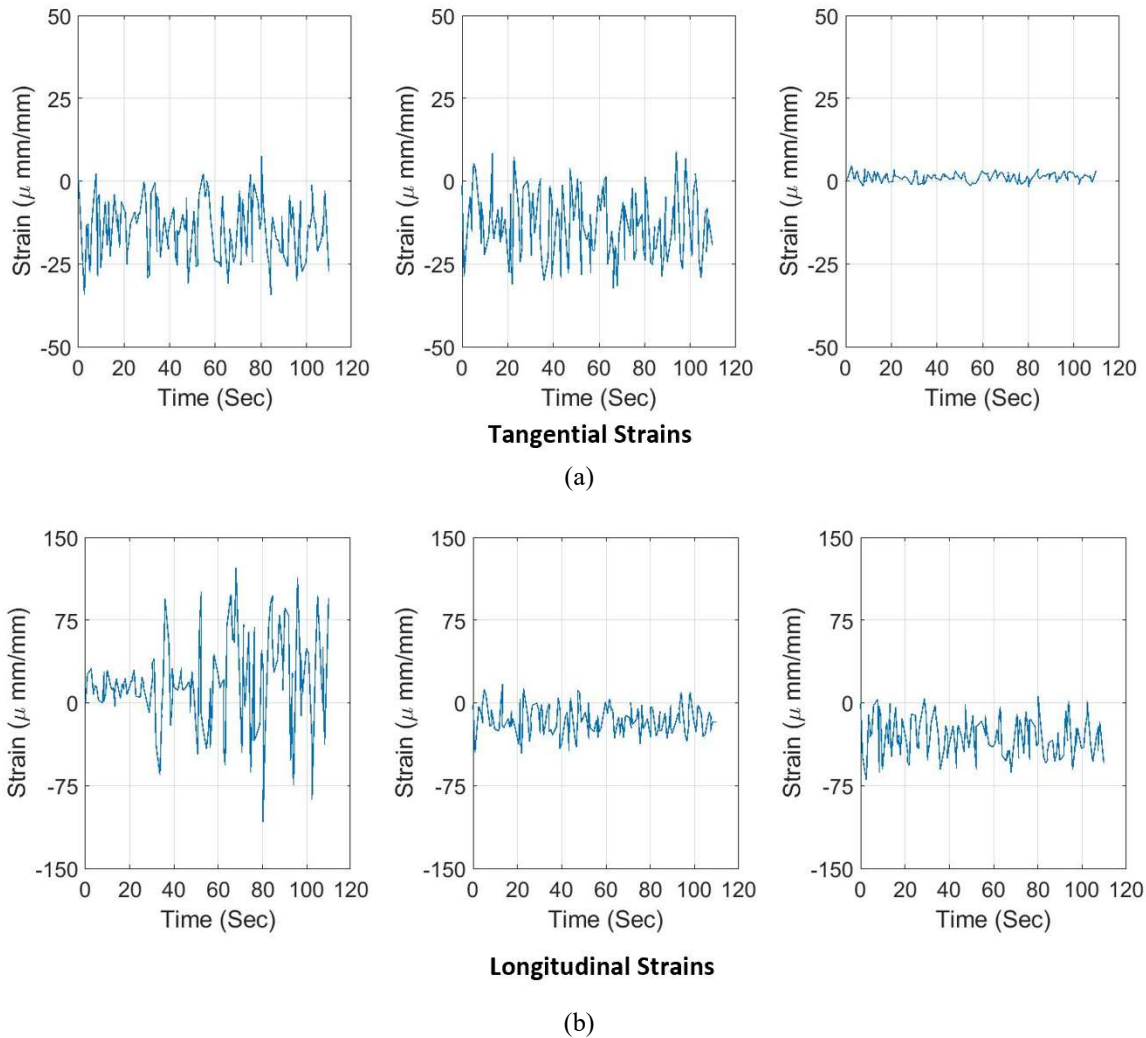 50
25
0
-25
-50
Strain (μ mm/mm)
0 20 40 60 80 100 120
Time (Sec)
50
25
0
-25
-50
Strain (μ mm/mm)
0 20 40 60 80 100 120
Time (Sec)
50
25
0
-25
-50
Strain (μ mm/mm)
0 20 40 60 80 100 120
Time (Sec)
Tangential Strains
(a)
150
75
0
-75
-150
Strain (μ mm/mm)
0 20 40 60 80 100 120
Time (Sec)
150
75
0
-75
-150
Strain (μ mm/mm)
0 20 40 60 80 100 120
Time (Sec)
150
75
0
-75
-150
Strain (μ mm/mm)
0 20 40 60 80 100 120
Time (Sec)
Longitudinal Strains
(b)